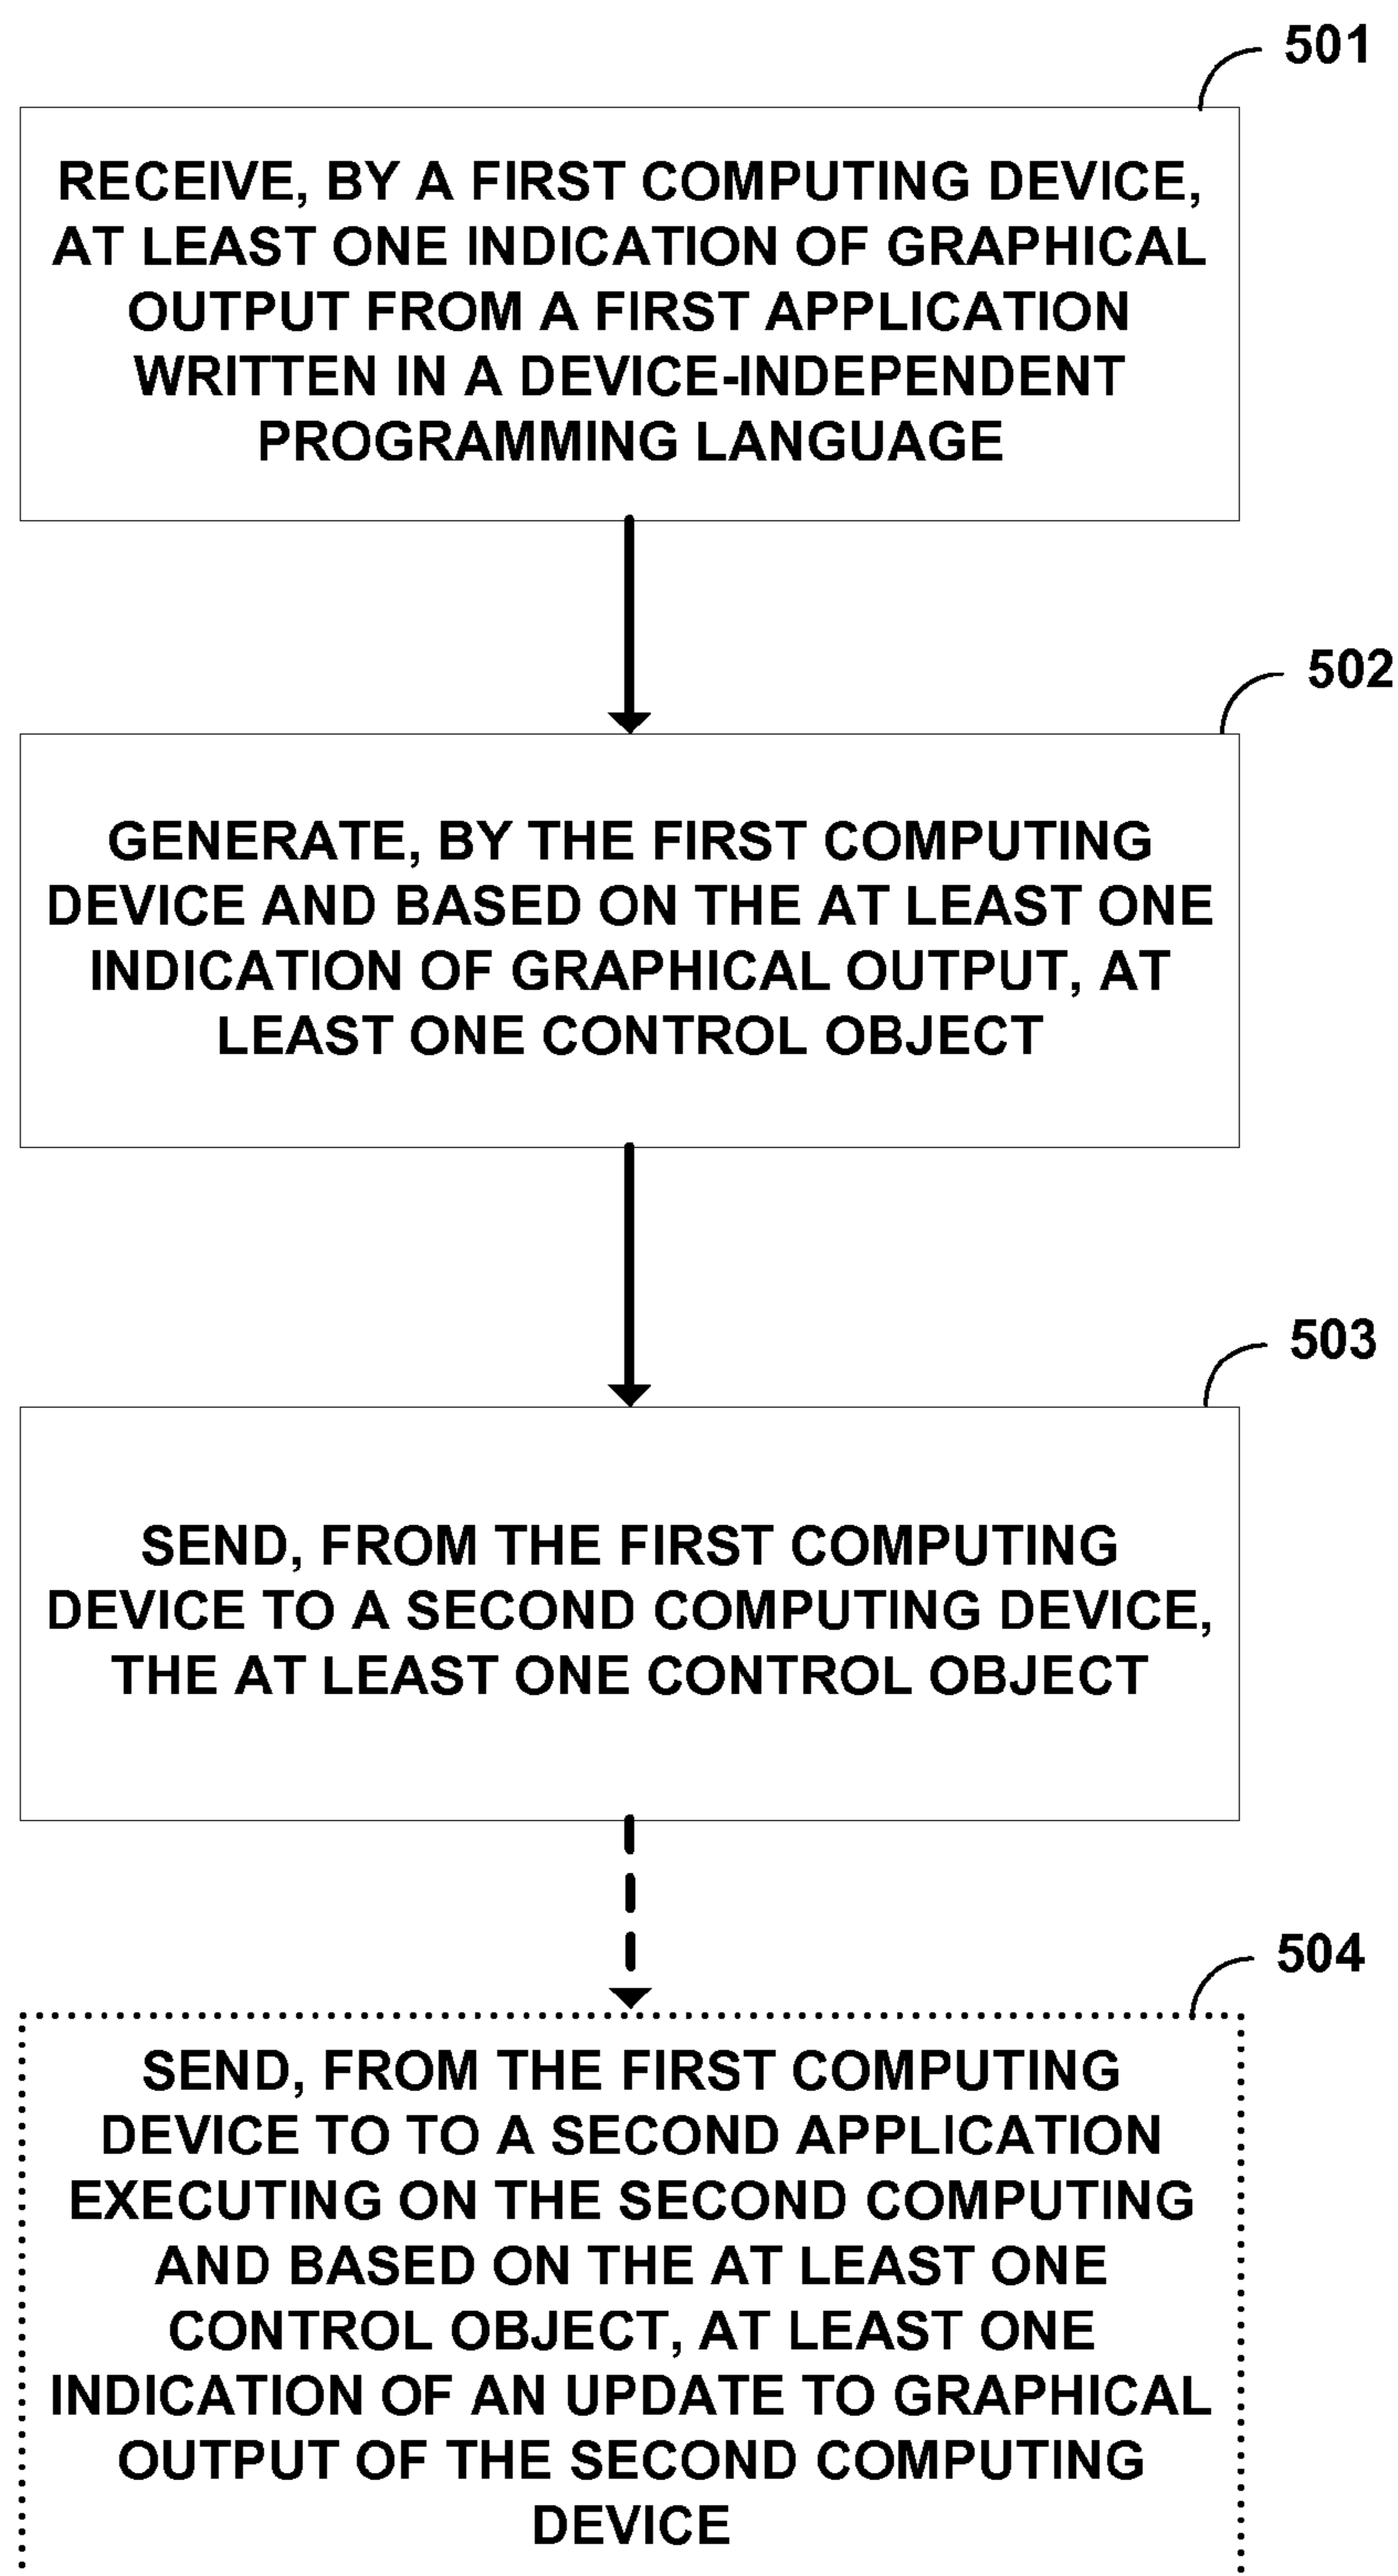 501
RECEIVE, BY A FIRST COMPUTING DEVICE,
AT LEAST ONE INDICATION OF GRAPHICAL
OUTPUT FROM A FIRST APPLICATION
WRITTEN IN A DEVICE-INDEPENDENT
PROGRAMMING LANGUAGE
502
GENERATE, BY THE FIRST COMPUTING
DEVICE AND BASED ON THE AT LEAST ONE
INDICATION OF GRAPHICAL OUTPUT, AT
LEAST ONE CONTROL OBJECT
503
SEND, FROM THE FIRST COMPUTING
DEVICE TO A SECOND COMPUTING DEVICE,
THE AT LEAST ONE CONTROL OBJECT
504
SEND, FROM THE FIRST COMPUTING
DEVICE TO TO A SECOND APPLICATION
EXECUTING ON THE SECOND COMPUTING
AND BASED ON THE AT LEAST ONE
CONTROL OBJECT, AT LEAST ONE
INDICATION OF AN UPDATE TO GRAPHICAL
OUTPUT OF THE SECOND COMPUTING
DEVICE